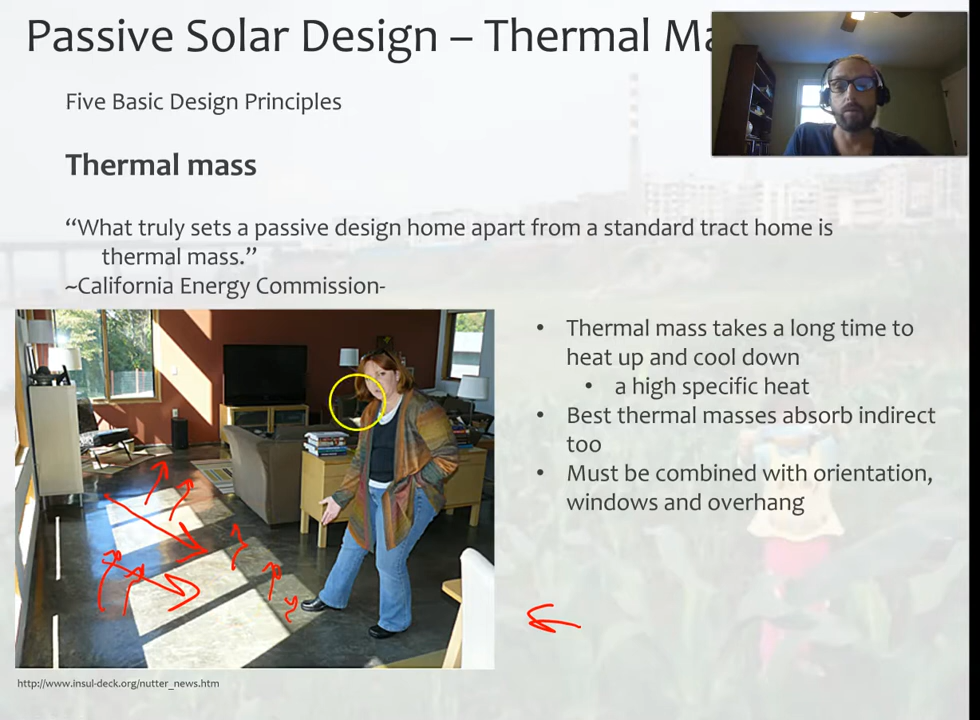 Passive Solar Design – Thermal Ma
Five Basic Design Principles
Thermal mass
“What truly sets a passive design home apart from a standard tract home is
thermal mass.”
~California Energy Commission-
• Thermal mass takes a long time to
heat up and cool down
• a high specific heat
• Best thermal masses absorb indirect
too
• Must be combined with orientation,
windows and overhang
http://www.insul-deck.org/nutter_news.htm